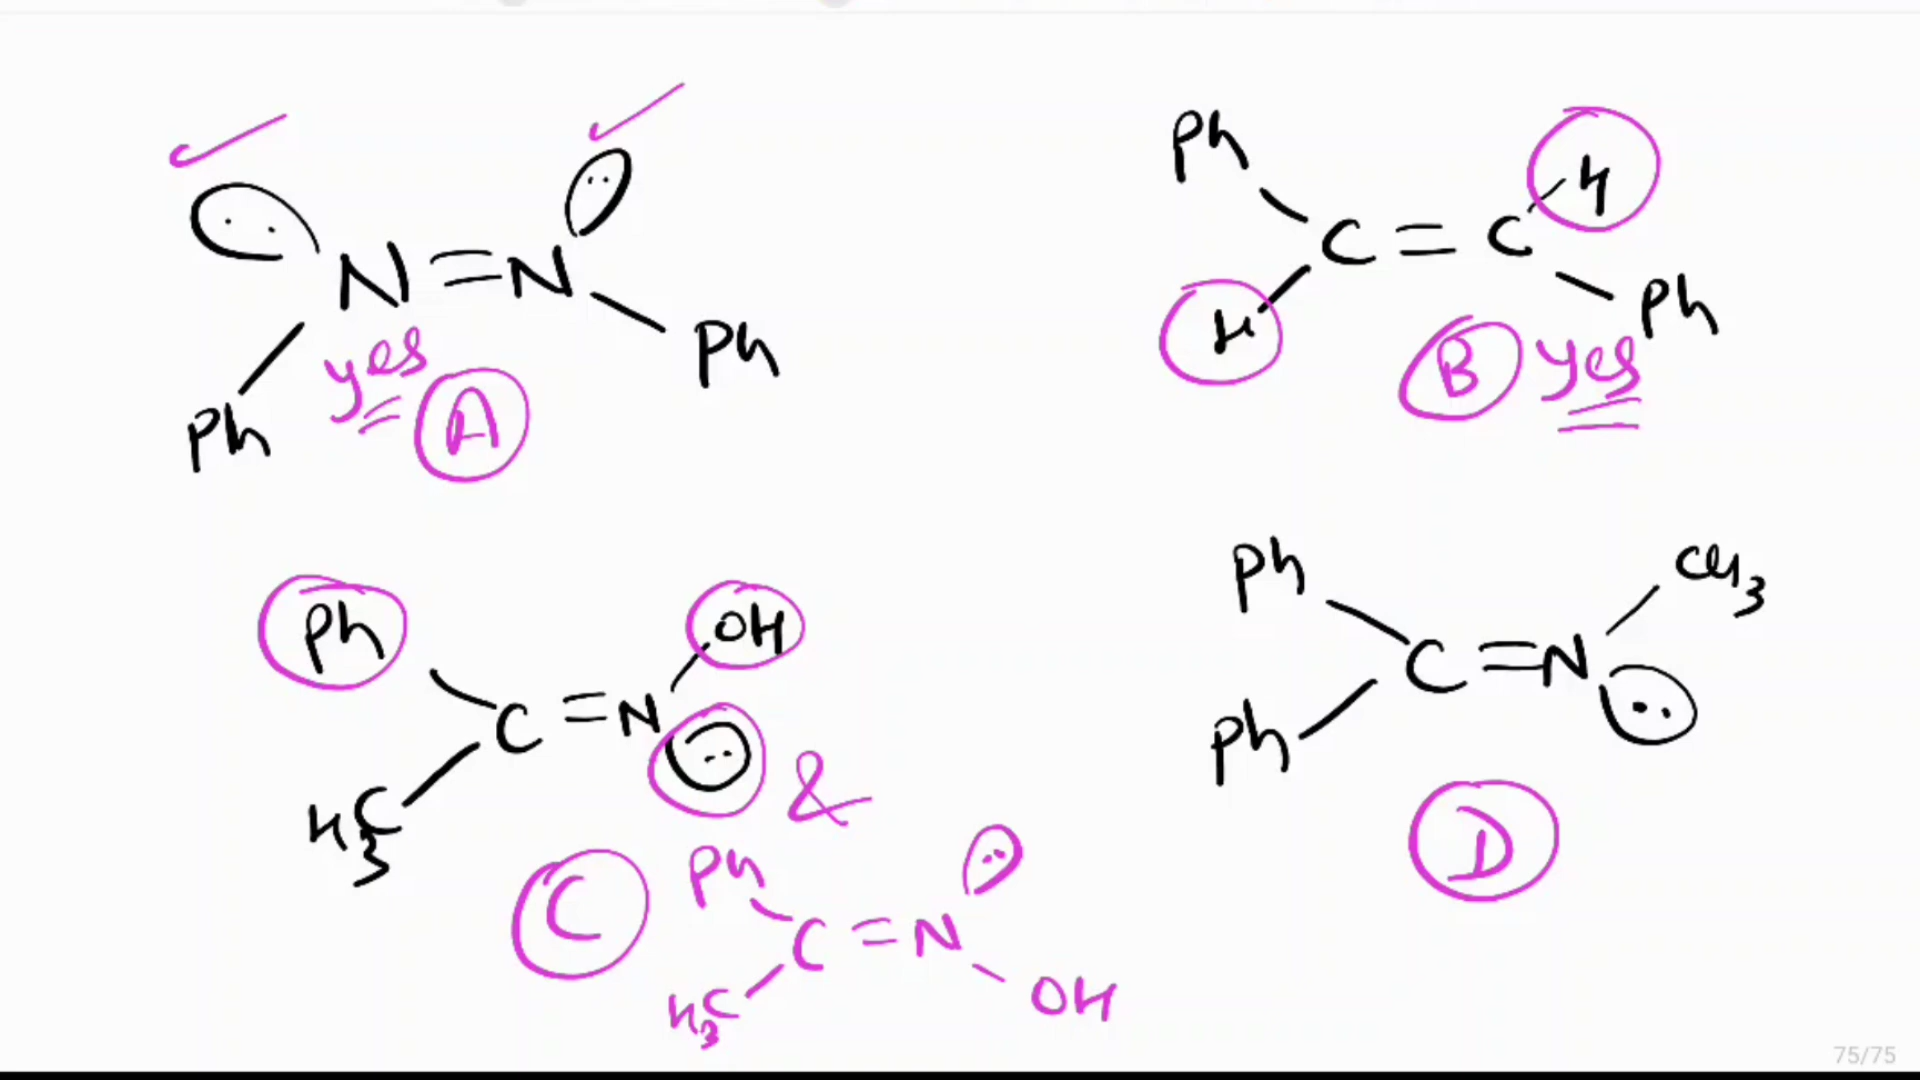 Ph
H
C = C
H
Ph
B yes
N = N
Ph
yes
A
Ph
Ph
CH3
C = N
Ph
D
Ph
OH
C = N
H3C
&
C
Ph
C = N
H3C
OH
75/75